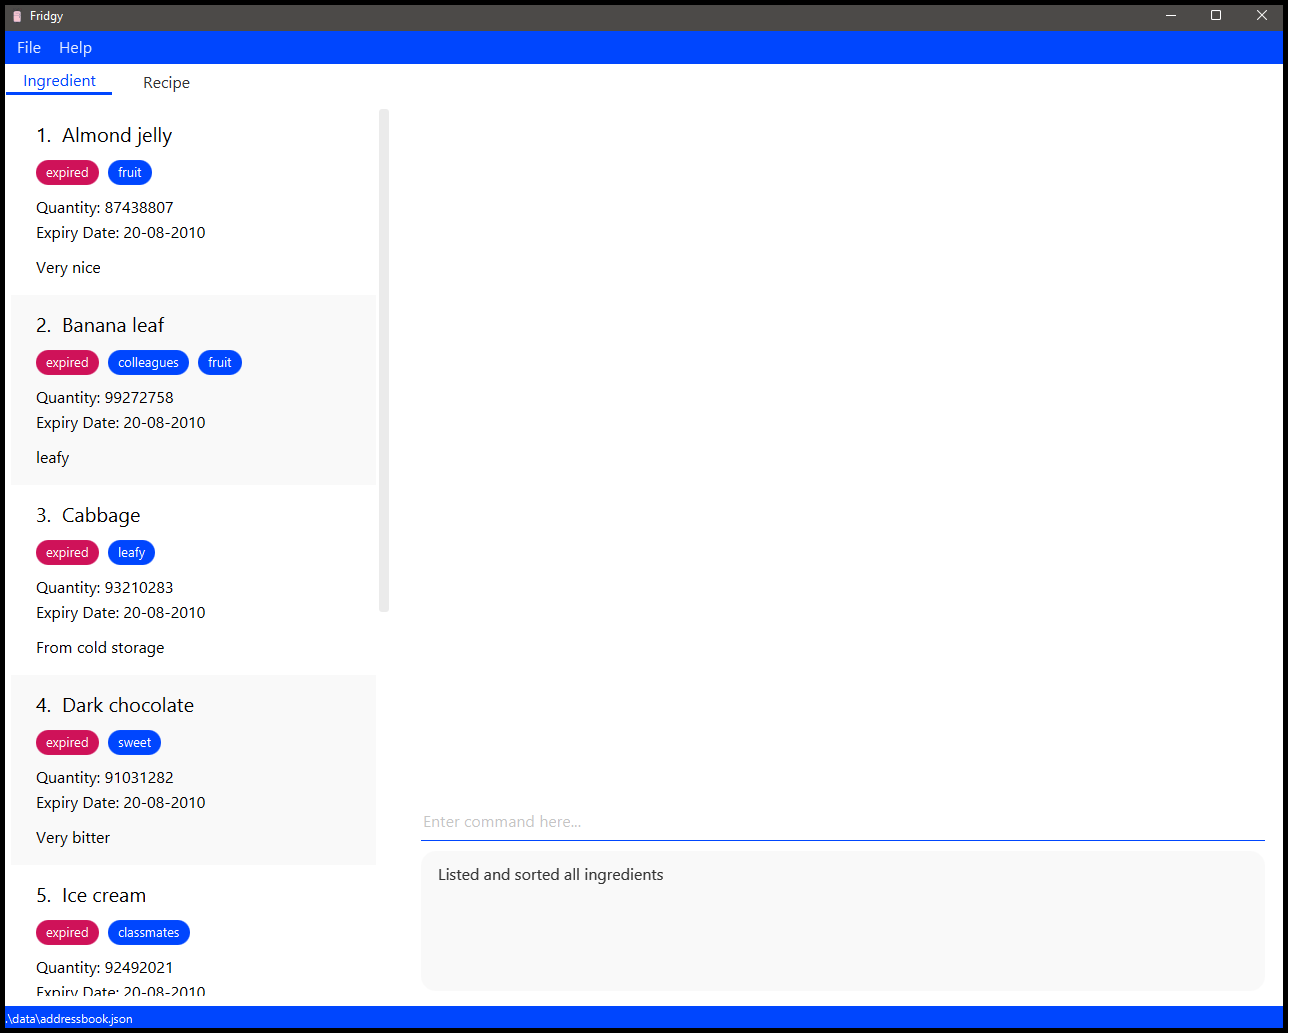 Fridgy
File Help
Ingredient Recipe
1. Almond jelly
expired fruit
Quantity: 87438807
Expiry Date: 20-08-2010
Very nice
2. Banana leaf
expired colleagues fruit
Quantity: 99272758
Expiry Date: 20-08-2010
leafy
3. Cabbage
expired leafy
Quantity: 93210283
Expiry Date: 20-08-2010
From cold storage
4. Dark chocolate
expired sweet
Quantity: 91031282
Expiry Date: 20-08-2010
Very bitter
5. Ice cream
expired classmates
Quantity: 92492021
Expiry Date: 20-08-2010
Enter command here...
Listed and sorted all ingredients
.\data\addressbook.json